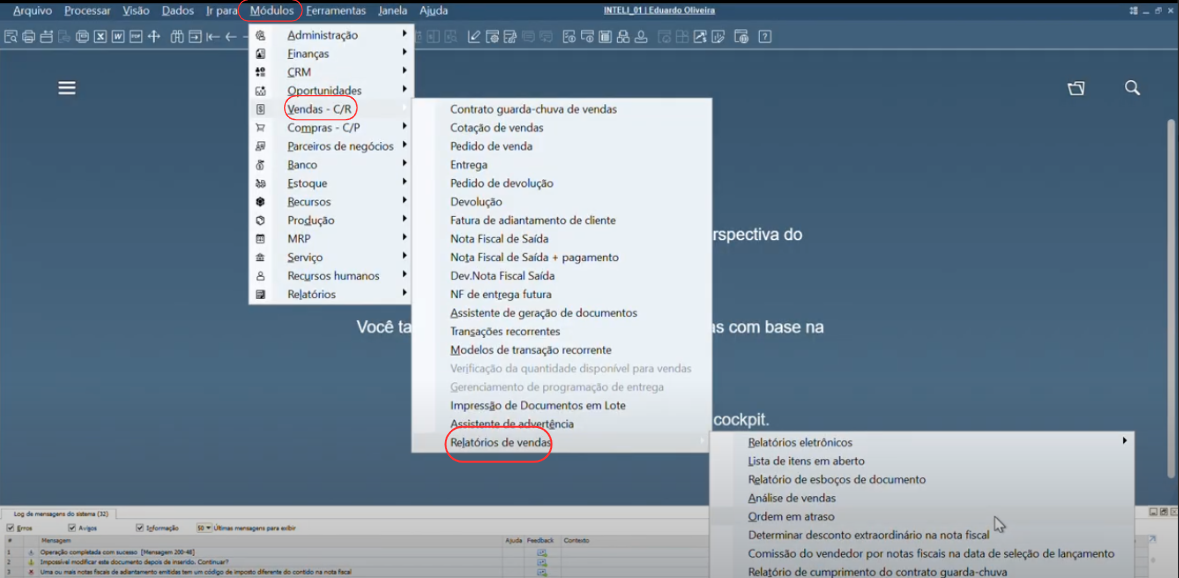 Arquivo Processar Visão Dados Ir para Módulos Ferramentas Janela Ajuda
INTELI_01 | Eduardo Oliveira
Administração
Finanças
CRM
Oportunidades
Vendas - C/R
Compras - C/P
Parceiros de negócios
Banco
Estoque
Recursos
Produção
MRP
Serviço
Recursos humanos
Relatórios
Contrato guarda-chuva de vendas
Cotação de vendas
Pedido de venda
Entrega
Pedido de devolução
Devolução
Fatura de adiantamento de cliente
Nota Fiscal de Saída
Nota Fiscal de Saída + pagamento
Dev.Nota Fiscal Saída
NF de entrega futura
Assistente de geração de documentos
Transações recorrentes
Modelos de transação recorrente
Verificação da quantidade disponível para vendas
Gerenciamento de programação de entrega
Impressão de Documentos em Lote
Assistente de advertência
Relatórios de vendas
Relatórios eletrônicos
Lista de itens em aberto
Relatório de esboços de documento
Análise de vendas
Ordem em atraso
Determinar desconto extraordinário na nota fiscal
Comissão do vendedor por notas fiscais na data de seleção de lançamento
Relatório de cumprimento do contrato guarda-chuva
rspectiva do
Você ta
s com base na
cockpit.
Log de mensagens do sistema (32)
Erros Avisos Informação 50 Últimas mensagens para exibir
# Mensagem Ajuda Feedback Contexto
1 Operação completada com sucesso [Mensagem 200-48]
2 Impossível modificar este documento depois de inserido. Continuar?
3 Uma ou mais notas fiscais de adiantamento emitidas tem um código de imposto diferente do contido na nota fiscal